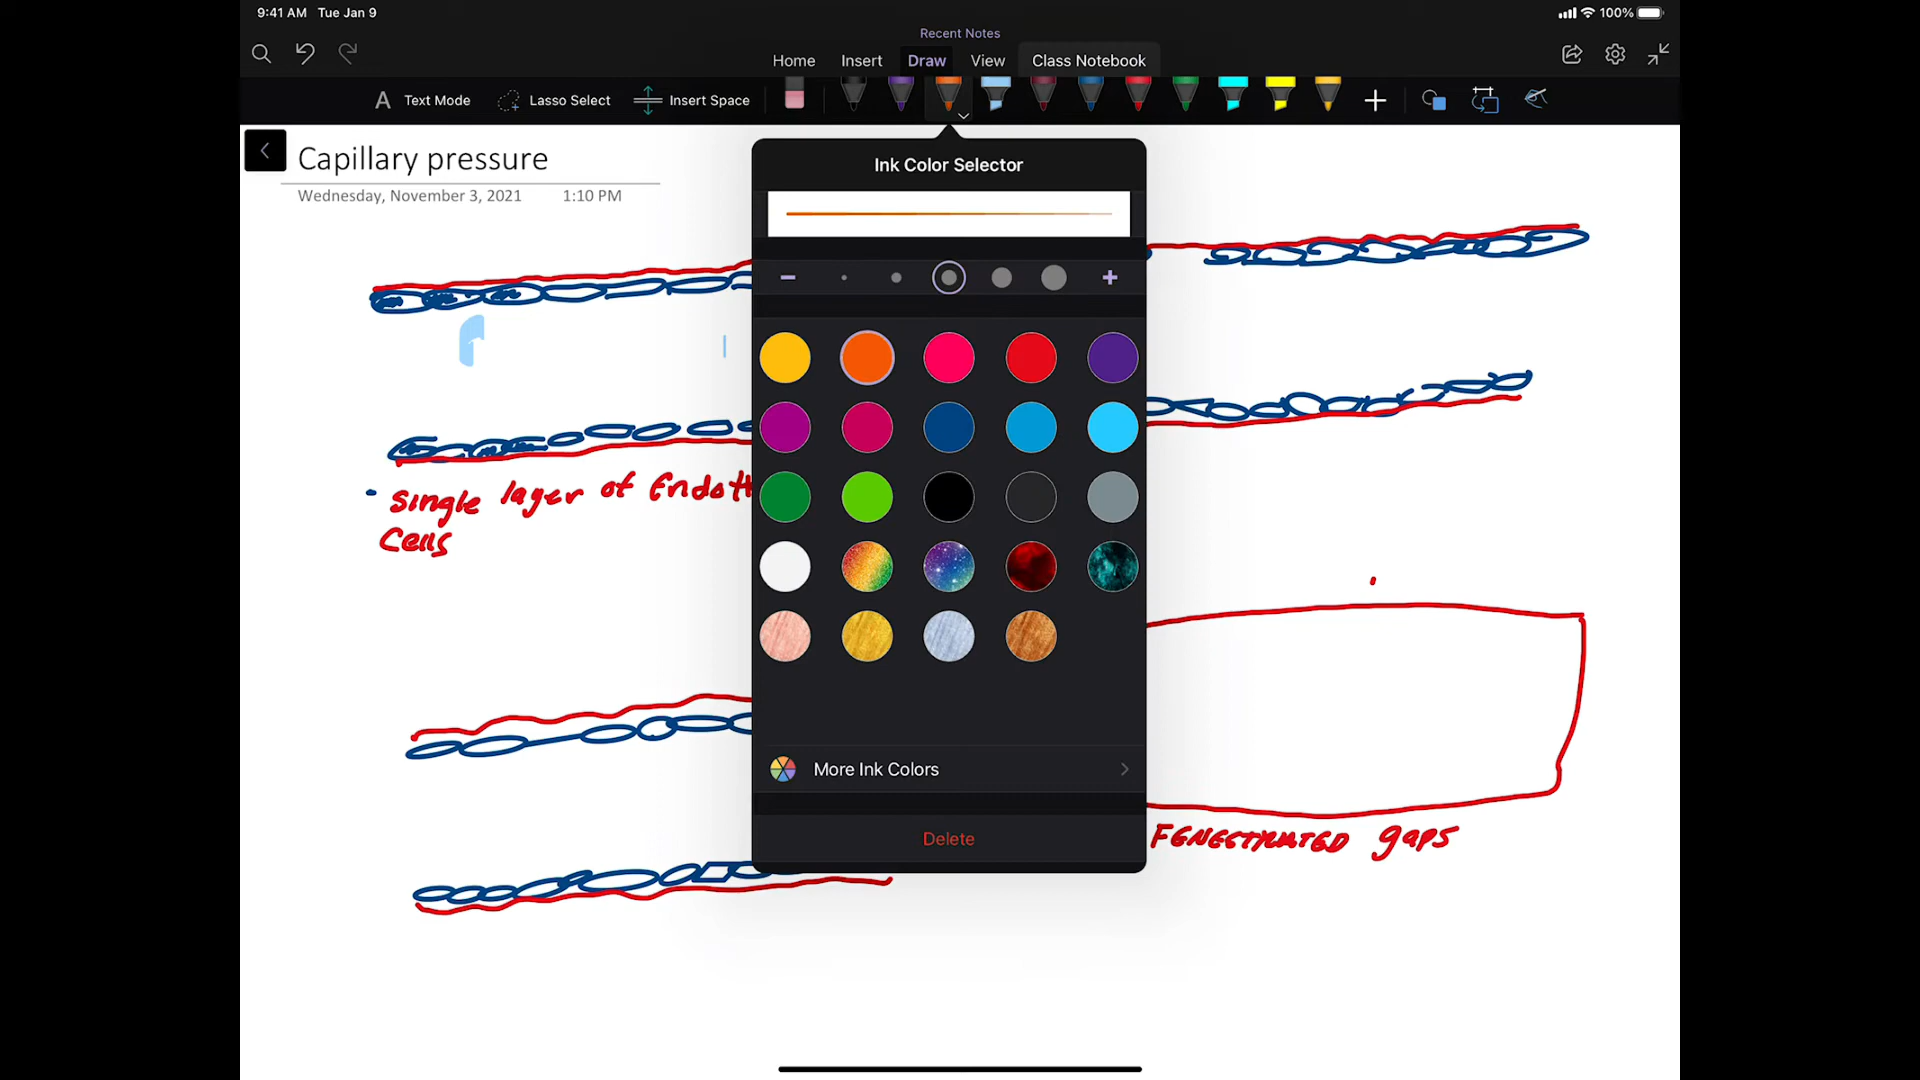 9:41 AM Tue Jan 9
100%
Recent Notes
Home Insert Draw View Class Notebook
A Text Mode Lasso Select Insert Space
Capillary pressure
Wednesday, November 3, 2021 1:10 PM
Ink Color Selector
single layer of Endoth
Cells
More Ink Colors
Delete
FENESTRATED gaps